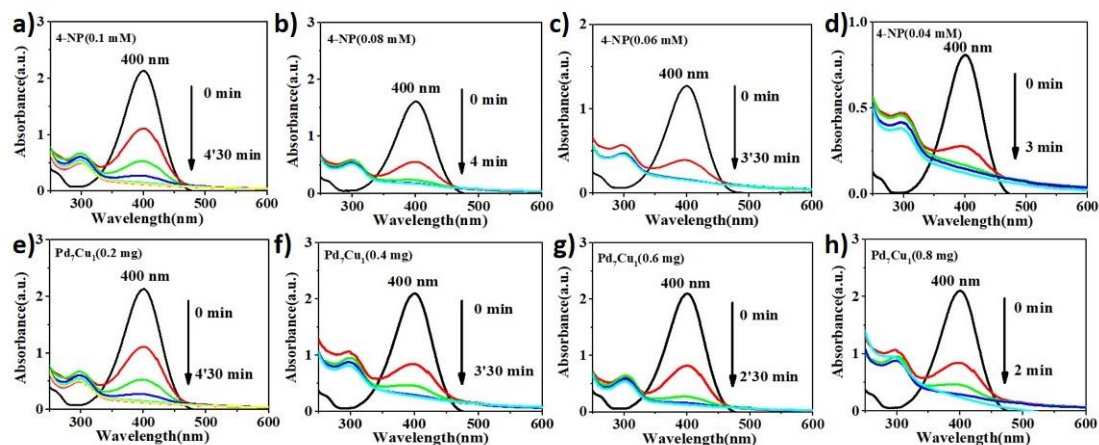 a)
4-NP(0.1 mM)
400 nm
0 min
4'30 min
Absorbance(a.u.)
0 1 2 3
300 400 500 600
Wavelength(nm)
b)
4-NP(0.08 mM)
400 nm
0 min
4 min
Absorbance(a.u.)
0 1 2 3
300 400 500 600
Wavelength(nm)
c)
4-NP(0.06 mM)
400 nm
0 min
3'30 min
Absorbance(a.u.)
0 1 2
300 400 500 600
Wavelength(nm)
d)
4-NP(0.04 mM)
400 nm
0 min
3 min
Absorbance(a.u.)
0.0 0.5 1.0
300 400 500 600
Wavelength(nm)
e)
Pd₇Cu₁(0.2 mg)
400 nm
0 min
4'30 min
Absorbance(a.u.)
0 1 2 3
300 400 500 600
Wavelength(nm)
f)
Pd₇Cu₁(0.4 mg)
400 nm
0 min
3'30 min
Absorbance(a.u.)
0 1 2 3
300 400 500 600
Wavelength(nm)
g)
Pd₇Cu₁(0.6 mg)
400 nm
0 min
2'30 min
Absorbance(a.u.)
0 1 2 3
300 400 500 600
Wavelength(nm)
h)
Pd₇Cu₁(0.8 mg)
400 nm
0 min
2 min
Absorbance(a.u.)
0 1 2 3
300 400 500 600
Wavelength(nm)